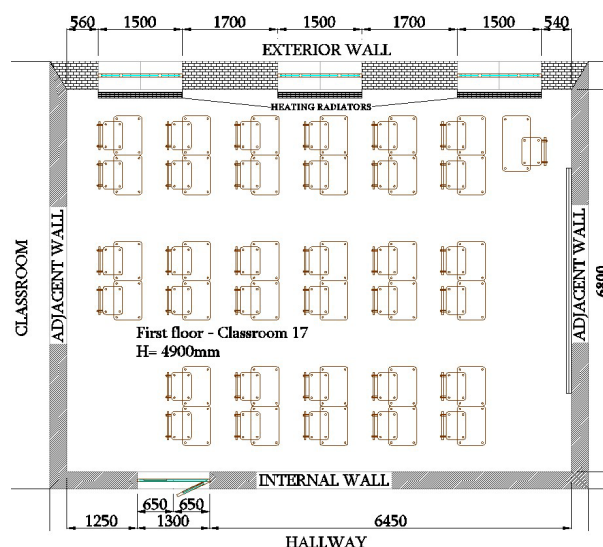 560 1500 1700 1500 1700 1500 540
EXTERIOR WALL
HEATING RADIATORS
CLASSROOM
ADJACENT WALL
ADJACENT WALL
6800
First floor - Classroom 17
H= 4900mm
INTERNAL WALL
650 650
1250 1300 6450
HALLWAY